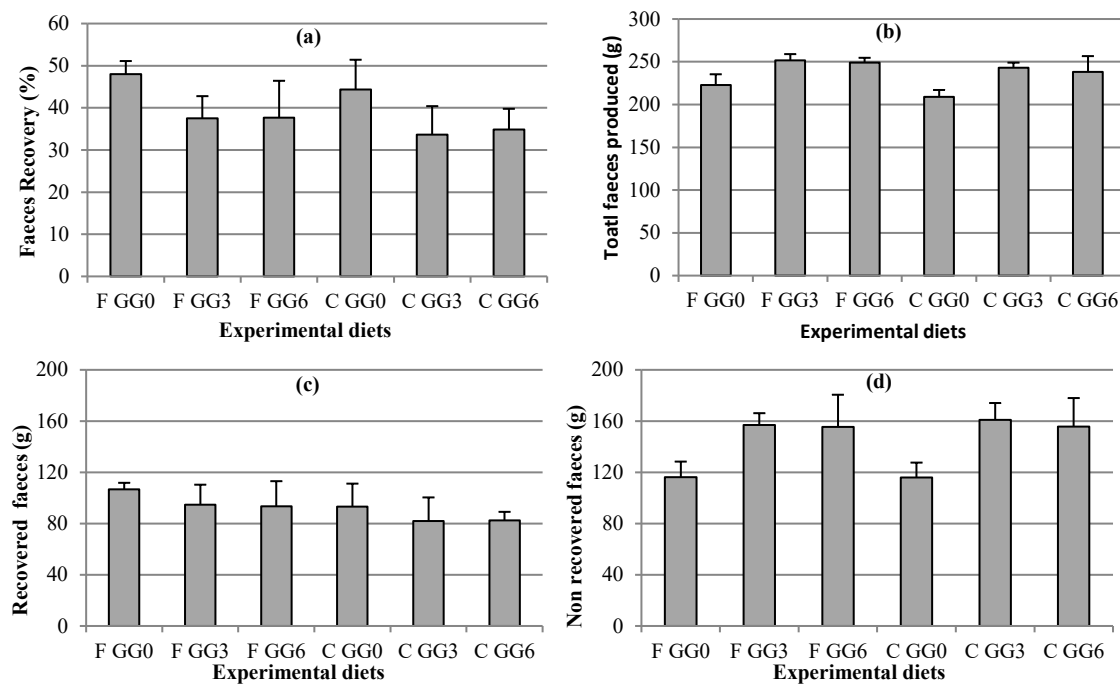 (a)
Faeces Recovery (%)
60
50
40
30
20
10
0
F GG0 F GG3 F GG6 C GG0 C GG3 C GG6
Experimental diets
(b)
Toatl faeces produced (g)
300
250
200
150
100
50
0
F GG0 F GG3 F GG6 C GG0 C GG3 C GG6
Experimental diets
(c)
Recovered faeces (g)
200
160
120
80
40
0
F GG0 F GG3 F GG6 C GG0 C GG3 C GG6
Experimental diets
(d)
Non recovered faeces (g)
200
160
120
80
40
0
F GG0 F GG3 F GG6 C GG0 C GG3 C GG6
Experimental diets